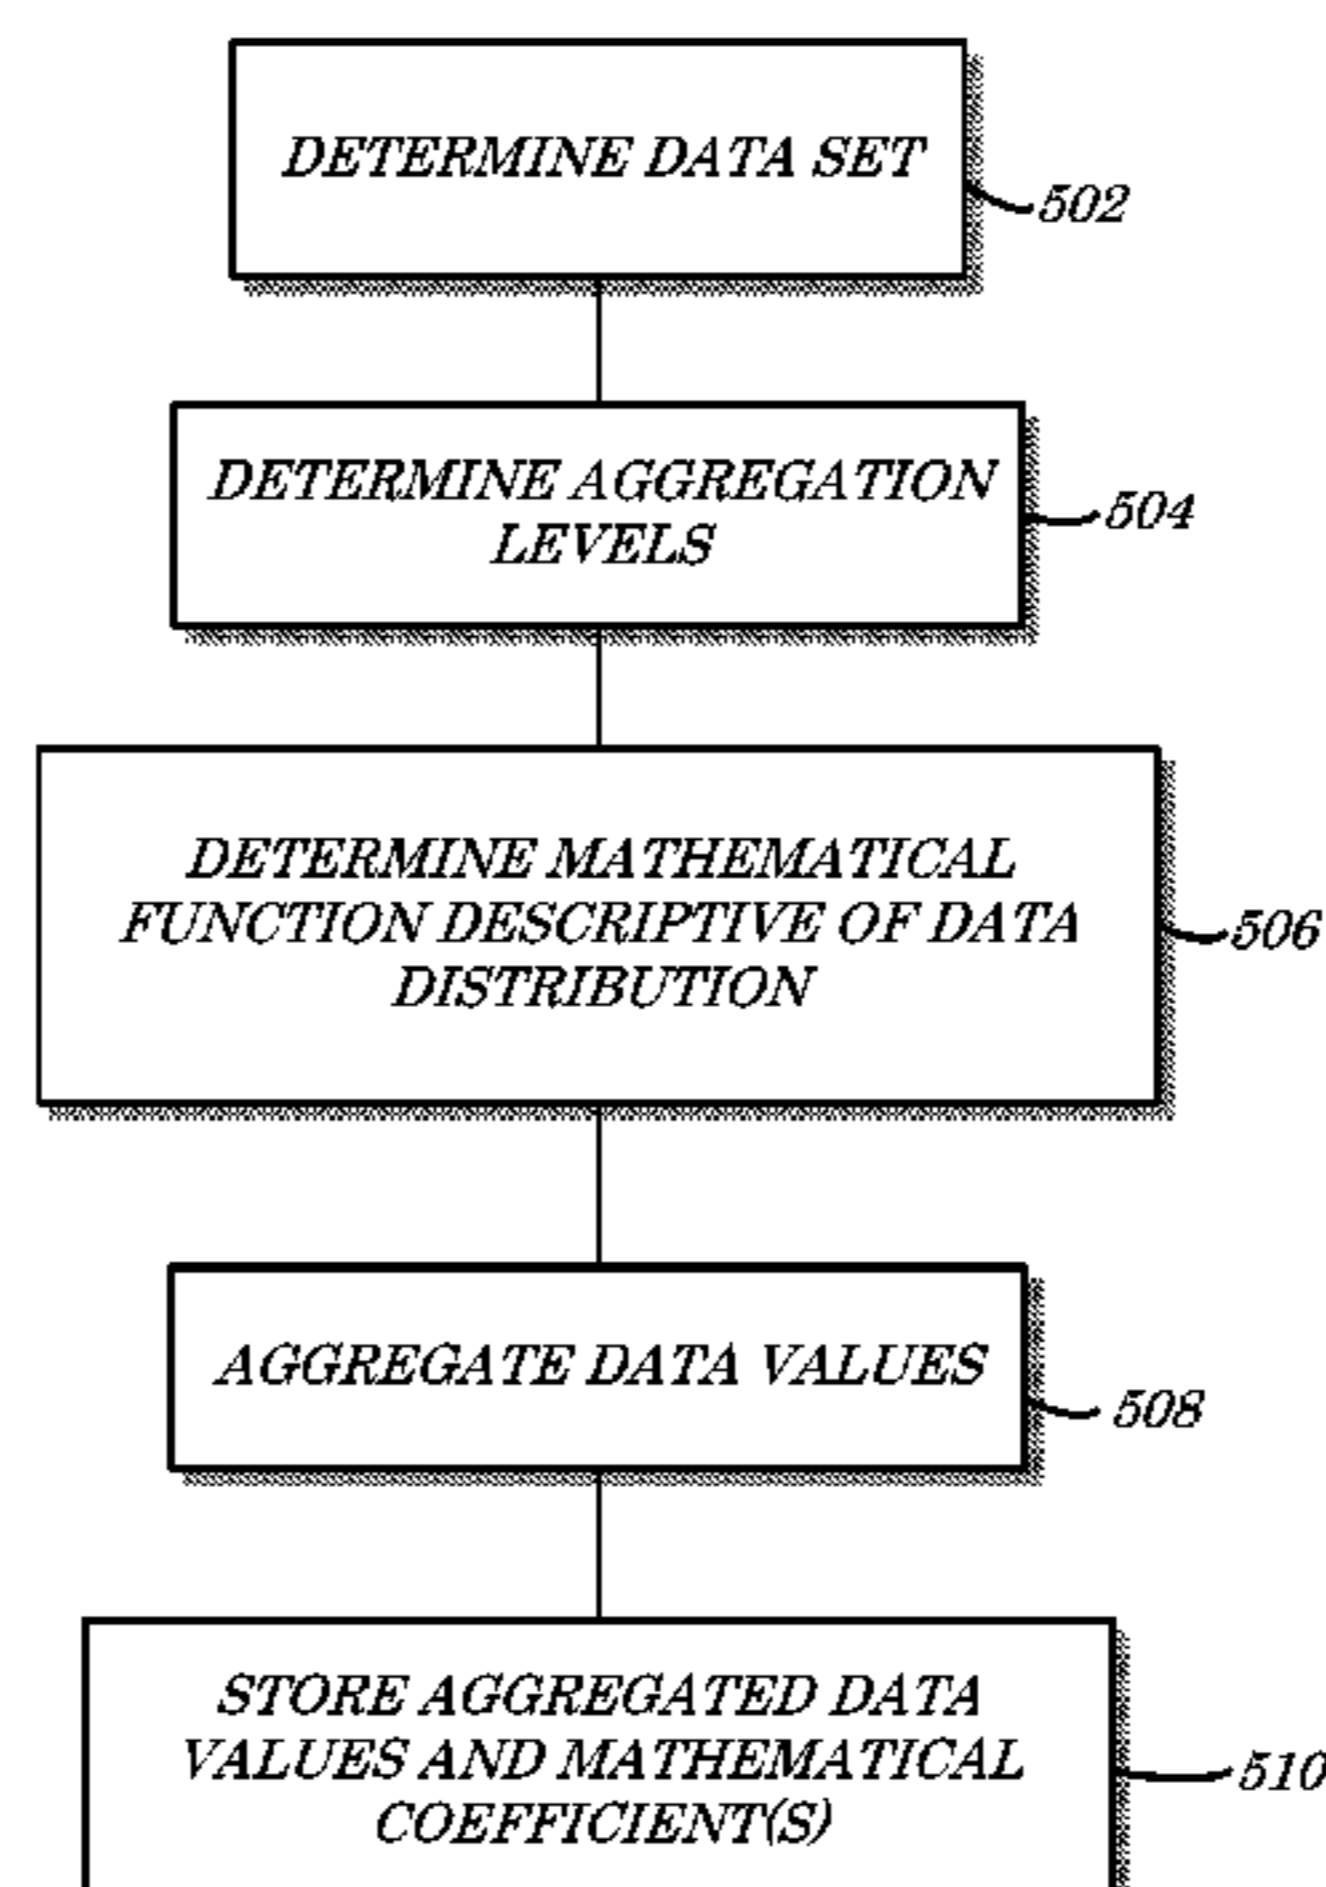 DETERMINE DATA SET
502
DETERMINE AGGREGATION
LEVELS
504
DETERMINE MATHEMATICAL
FUNCTION DESCRIPTIVE OF DATA
DISTRIBUTION
506
AGGREGATE DATA VALUES
508
STORE AGGREGATED DATA
VALUES AND MATHEMATICAL
COEFFICIENT(S)
510